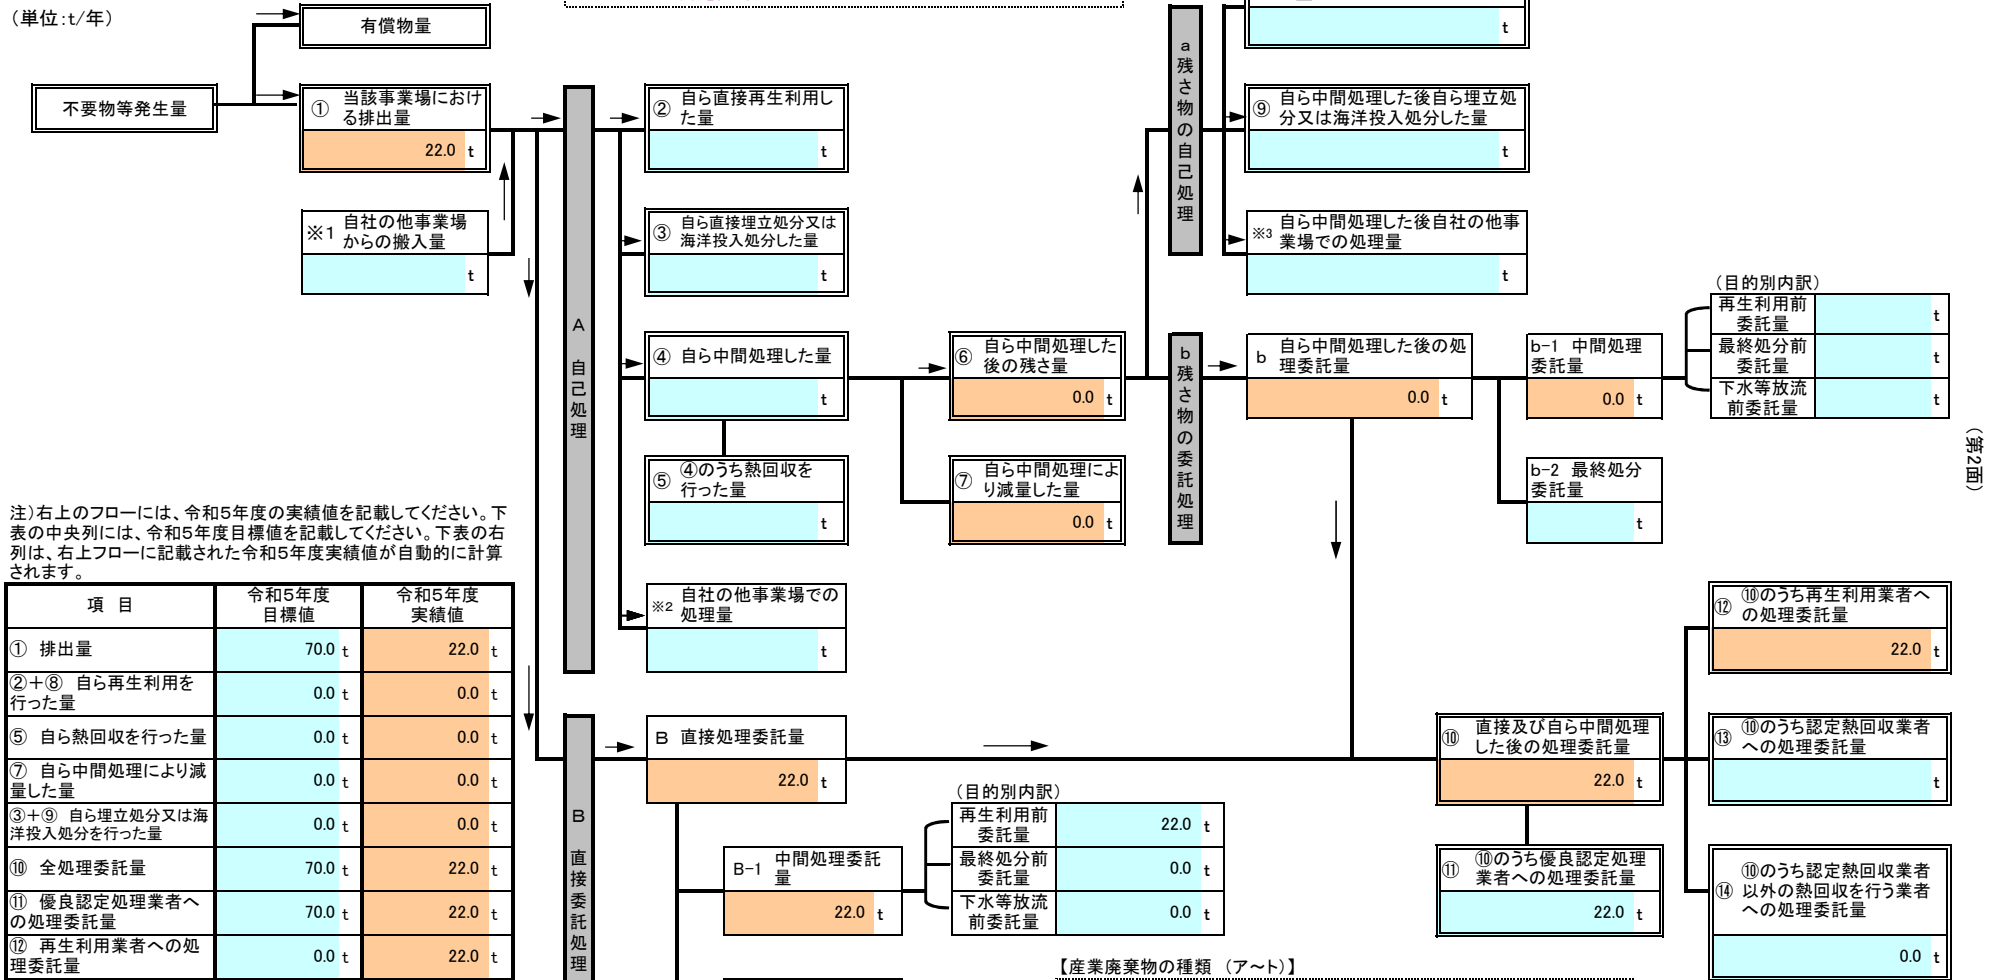 (単位:t/年)
有償物量
不要物等発生量
① 当該事業場におけ
る排出量
22.0 t
※1 自社の他事業場
からの搬入量
t
A 自己処理
② 自ら直接再生利用し
た量
t
③ 自ら直接埋立処分又は
海洋投入処分した量
t
④ 自ら中間処理した量
t
⑤ ④のうち熱回収を
行った量
t
※2 自社の他事業場での
処理量
t
⑥ 自ら中間処理した
後の残さ量
0.0 t
⑦ 自ら中間処理によ
り減量した量
0.0 t
a残さ物の自己処理
t
⑨ 自ら中間処理した後自ら埋立処
分又は海洋投入処分した量
t
※3 自ら中間処理した後自社の他事
業場での処理量
t
b残さ物の委託処理
b 自ら中間処理した後の処
理委託量
0.0 t
b-1 中間処理
委託量
0.0 t
b-2 最終処分
委託量
t
(目的別内訳)
再生利用前
委託量
t
最終処分前
委託量
t
下水等放流
前委託量
t
(第2面)
注)右上のフローには、令和5年度の実績値を記載してください。下
表の中央列には、令和5年度目標値を記載してください。下表の右
列は、右上フローに記載された令和5年度実績値が自動的に計算
されます。
項 目
令和5年度
目標値
令和5年度
実績値
① 排出量 70.0 t 22.0 t
②+⑧ 自ら再生利用を
行った量 0.0 t 0.0 t
⑤ 自ら熱回収を行った量 0.0 t 0.0 t
⑦ 自ら中間処理により減
量した量 0.0 t 0.0 t
③+⑨ 自ら埋立処分又は海
洋投入処分を行った量 0.0 t 0.0 t
⑩ 全処理委託量 70.0 t 22.0 t
⑪ 優良認定処理業者へ
の処理委託量 70.0 t 22.0 t
⑫ 再生利用業者への処
理委託量 0.0 t 22.0 t
B 直接委託処理
B 直接処理委託量
22.0 t
B-1 中間処理委託
量
22.0 t
(目的別内訳)
再生利用前
委託量
22.0 t
最終処分前
委託量
0.0 t
下水等放流
前委託量
0.0 t
⑩ 直接及び自ら中間処理
した後の処理委託量
22.0 t
⑪ ⑩のうち優良認定処理
業者への処理委託量
22.0 t
⑫ ⑩のうち再生利用業者へ
の処理委託量
22.0 t
⑬ ⑩のうち認定熱回収業者
への処理委託量
t
⑭ ⑩のうち認定熱回収業者
以外の熱回収を行う業者
への処理委託量
0.0 t
【産業廃棄物の種類 (ア~ト)】